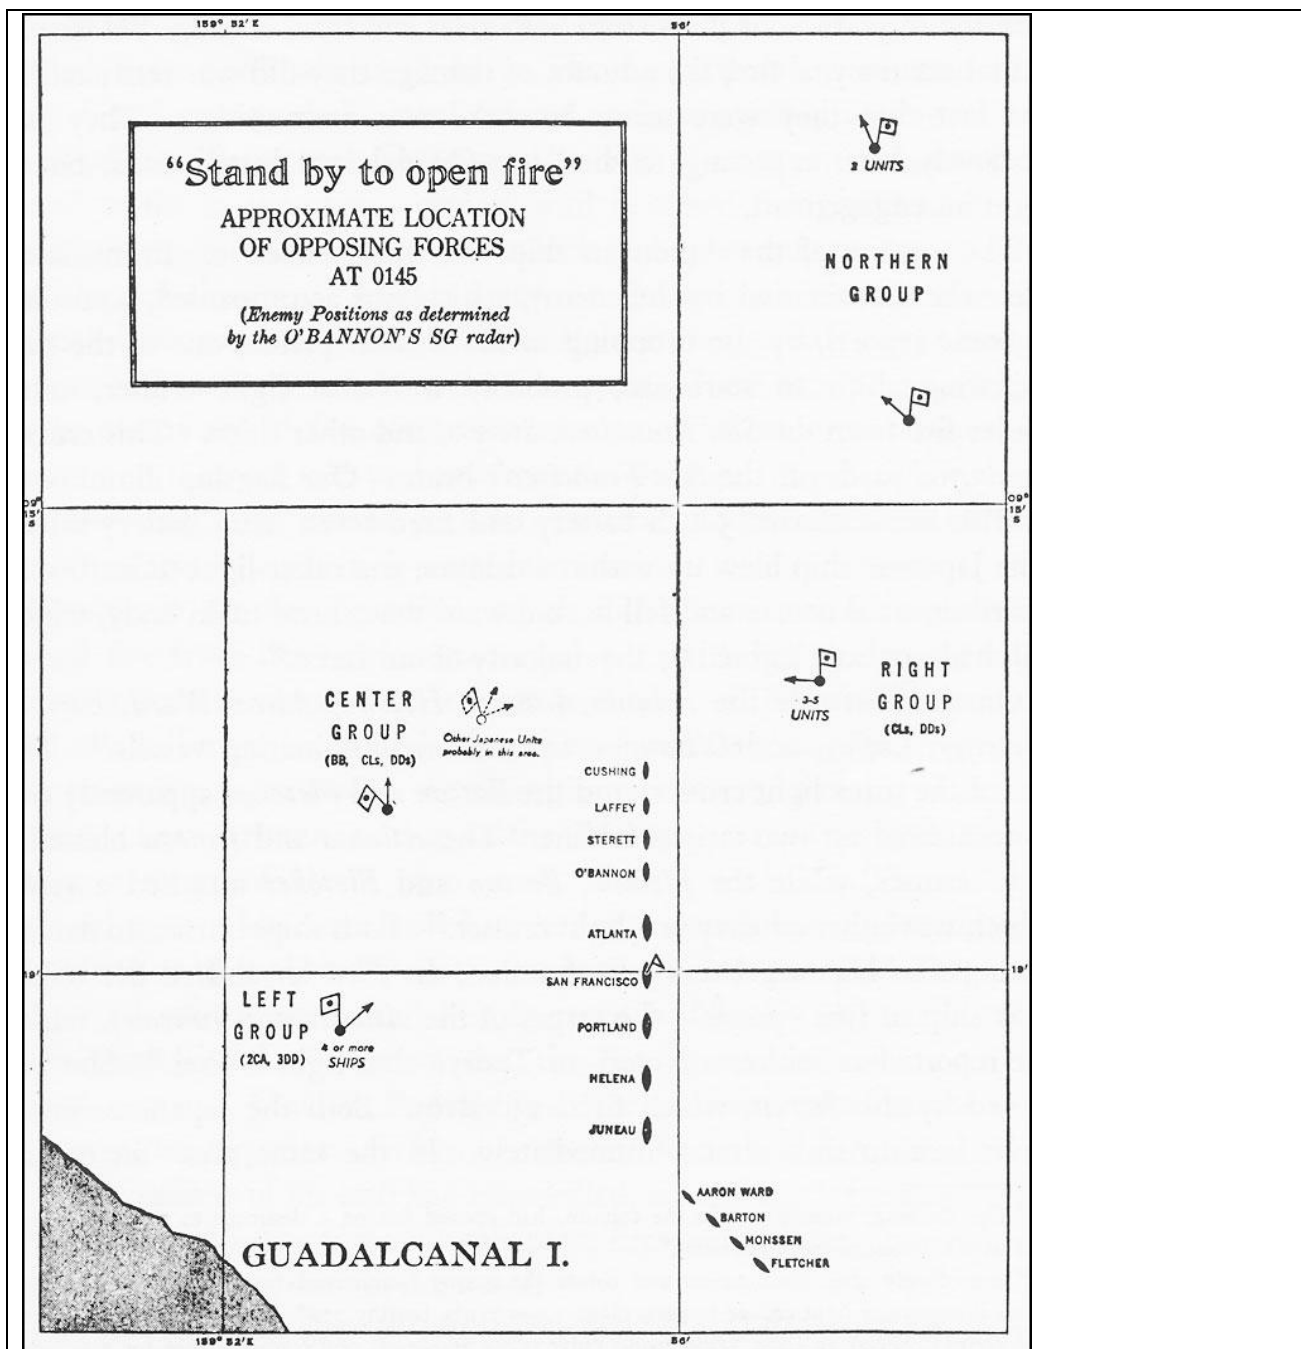 159° 52'E
56'
"Stand by to open fire"
APPROXIMATE LOCATION
OF OPPOSING FORCES
AT 0145
(Enemy Positions as determined
by the O'BANNON'S SG radar)
2 UNITS
NORTHERN
GROUP
09°
15'
S
09°
15'
S
CENTER
GROUP
(BB, CLs, DDs)
Other Japanese Units
probably in this area.
3-5
UNITS
RIGHT
GROUP
(CLs, DDs)
CUSHING
LAFFEY
STERETT
O'BANNON
ATLANTA
19'
19'
SAN FRANCISCO
LEFT
GROUP
(2CA, 3DD)
4 or more
SHIPS
PORTLAND
HELENA
JUNEAU
AARON WARD
BARTON
MONSSEN
FLETCHER
GUADALCANAL I.
159° 52'E
56'